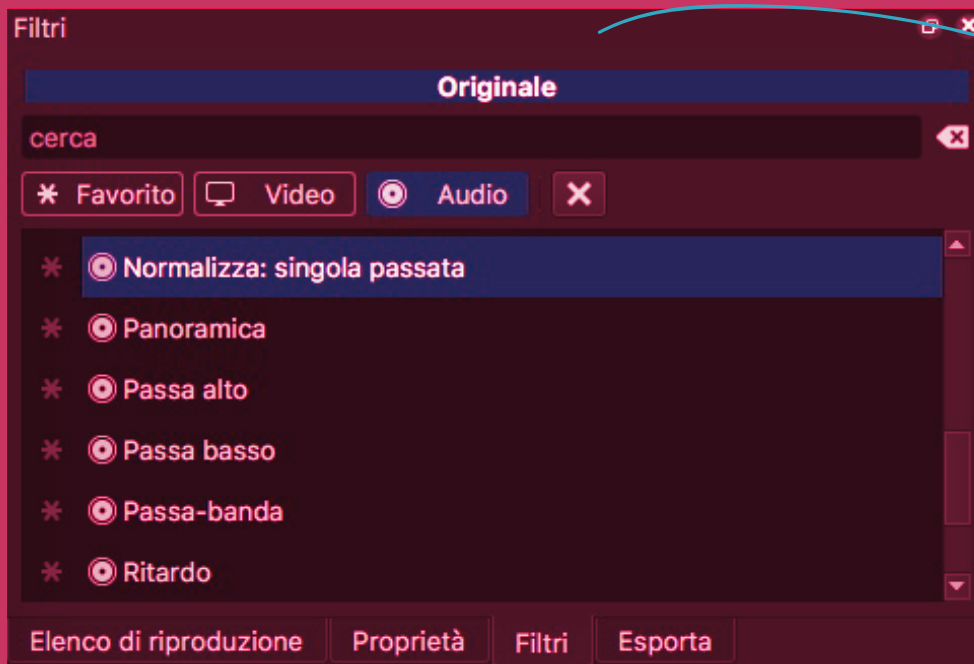 Filtri
Originale
cerca
Favorito Video Audio
Normalizza: singola passata
Panoramica
Passa alto
Passa basso
Passa-banda
Ritardo
Elenco di riproduzione Proprietà Filtri Esporta